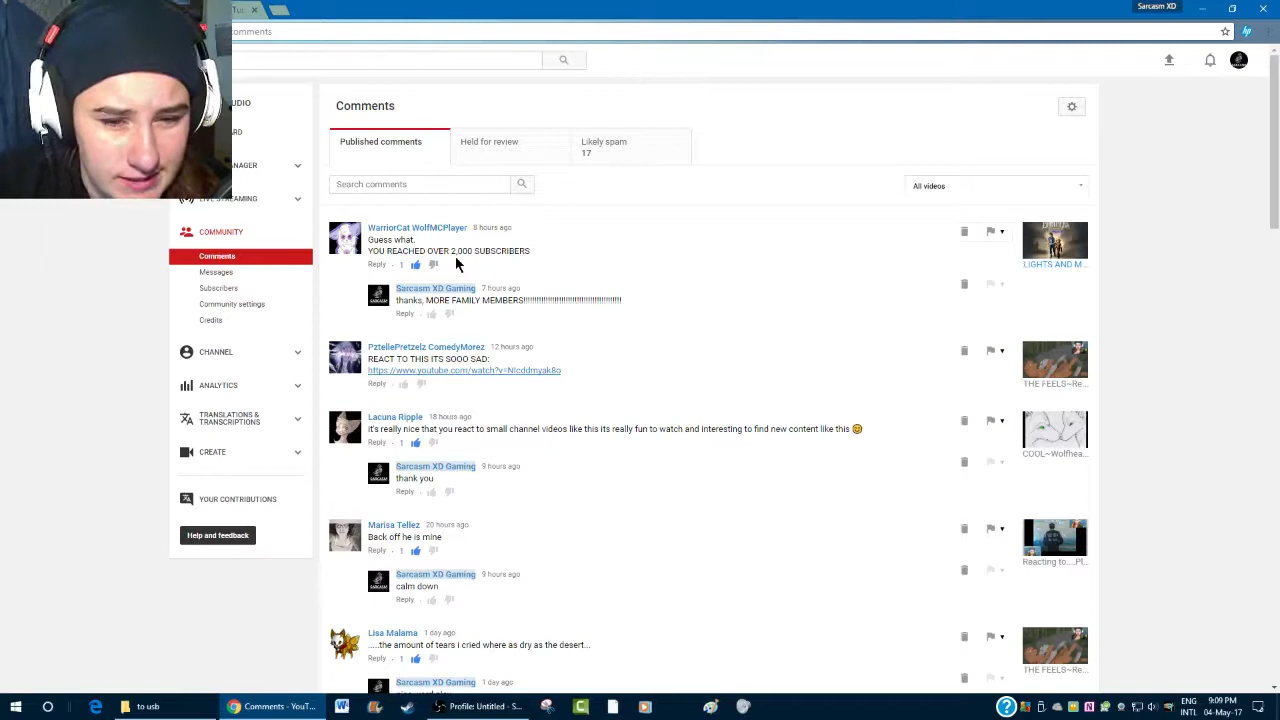 Sarcasm XD
omments
UDIO
RD
NAGER
LIVE STREAMING
COMMUNITY
Comments
Messages
Subscribers
Community settings
Credits
CHANNEL
ANALYTICS
TRANSLATIONS &
TRANSCRIPTIONS
CREATE
YOUR CONTRIBUTIONS
Help and feedback
Comments
Published comments
Held for review
Likely spam
17
Search comments
All videos
WarriorCat WolfMCPlayer 8 hours ago
Guess what.
YOU REACHED OVER 2,000 SUBSCRIBERS
Reply · 1
LiGHTS AND M...
Sarcasm XD Gaming 7 hours ago
thanks, MORE FAMILY MEMBERS!!!!!!!!!!!!!!!!!!!!!!!!!!!!!!!!!!!!!!!!
Reply ·
PztellePretzelz ComedyMorez 12 hours ago
REACT TO THIS ITS SOOO SAD:
https://www.youtube.com/watch?v=NIcddmyak8o
Reply ·
THE FEELS~Re...
Lacuna Ripple 18 hours ago
it's really nice that you react to small channel videos like this its really fun to watch and interesting to find new content like this 😊
Reply · 1
COOL~Wolfhea...
Sarcasm XD Gaming 9 hours ago
thank you
Reply ·
Marisa Tellez 20 hours ago
Back off he is mine
Reply · 1
Reacting to....Pl...
Sarcasm XD Gaming 9 hours ago
calm down
Reply ·
Lisa Malama 1 day ago
.....the amount of tears i cried where as dry as the desert...
Reply · 1
THE FEELS~Re...
Sarcasm XD Gaming 1 day ago
to usb
Comments - YouT...
Profile: Untitled - S...
9:09 PM
INTL 04-May-17